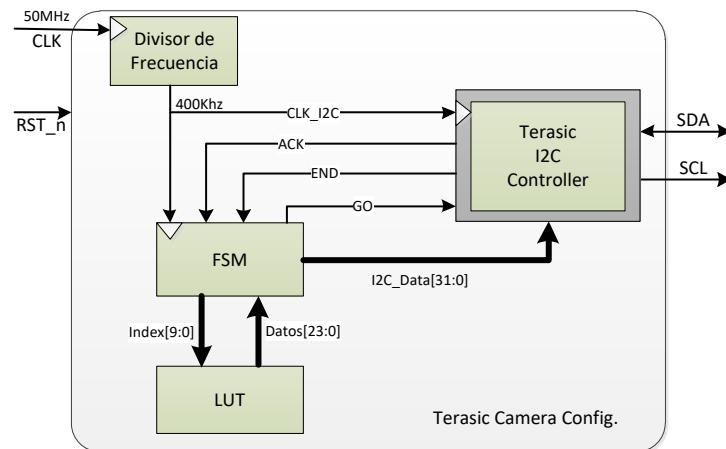 50MHz
CLK
Divisor de
Frecuencia
RST_n
400Khz
CLK_I2C
ACK
END
GO
Terasic
I2C
Controller
SDA
SCL
FSM
I2C_Data[31:0]
Index[9:0]
Datos[23:0]
LUT
Terasic Camera Config.